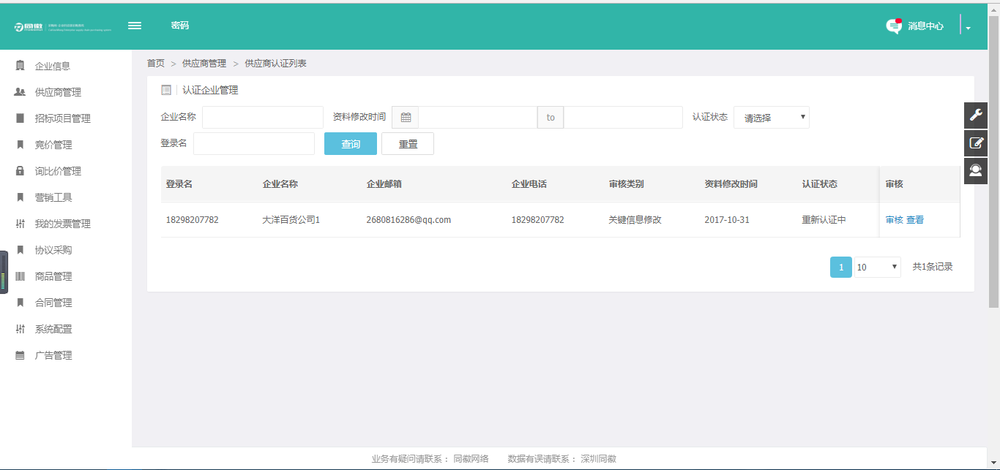 同徽
密码
消息中心
企业信息
供应商管理
招标项目管理
竞价管理
询比价管理
营销工具
我的发票管理
协议采购
商品管理
合同管理
系统配置
广告管理
首页 > 供应商管理 > 供应商认证列表
认证企业管理
企业名称 资料修改时间 to 认证状态 请选择
登录名 查询 重置
登录名 企业名称 企业邮箱 企业电话 审核类别 资料修改时间 认证状态 审核
18298207782 大洋百货公司1 2680816286@qq.com 18298207782 关键信息修改 2017-10-31 重新认证中 审核 查看
1 10 共1条记录
业务有疑问请联系： 同徽网络 数据有误请联系： 深圳同徽